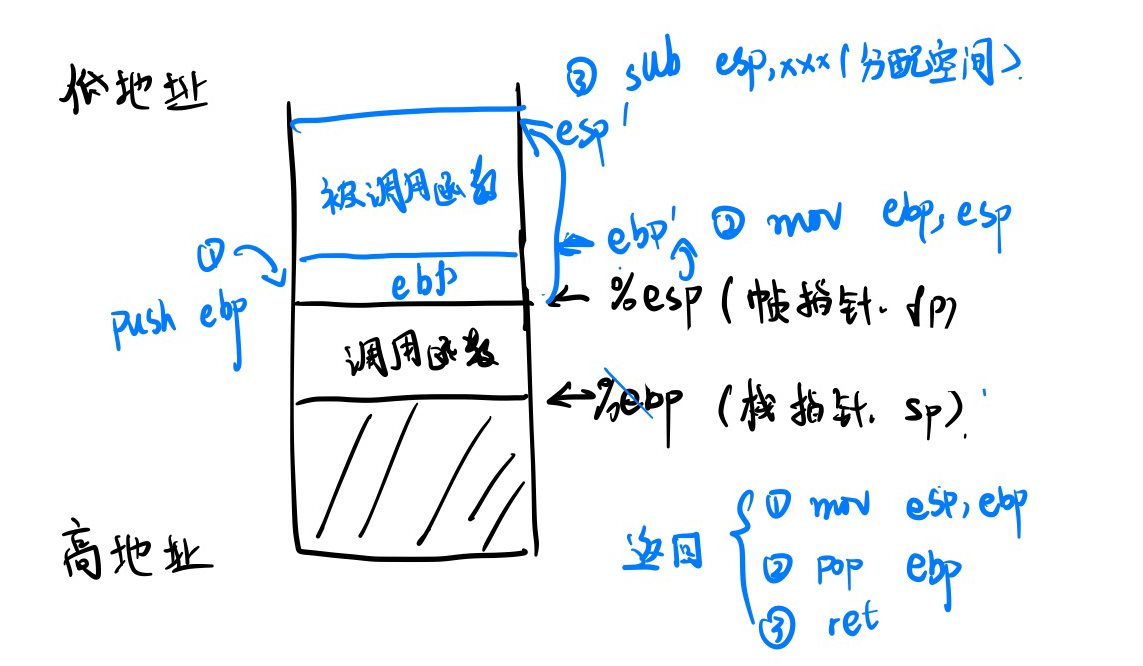 低地址
③ sub esp,xxx(分配空间)
esp'
被调用函数
ebp' ② mov ebp, esp
①
push ebp
ebp
%esp (帧指针. fp)
调用函数
%ebp (栈指针. sp)
高地址
返回
① mov esp, ebp
② pop ebp
③ ret